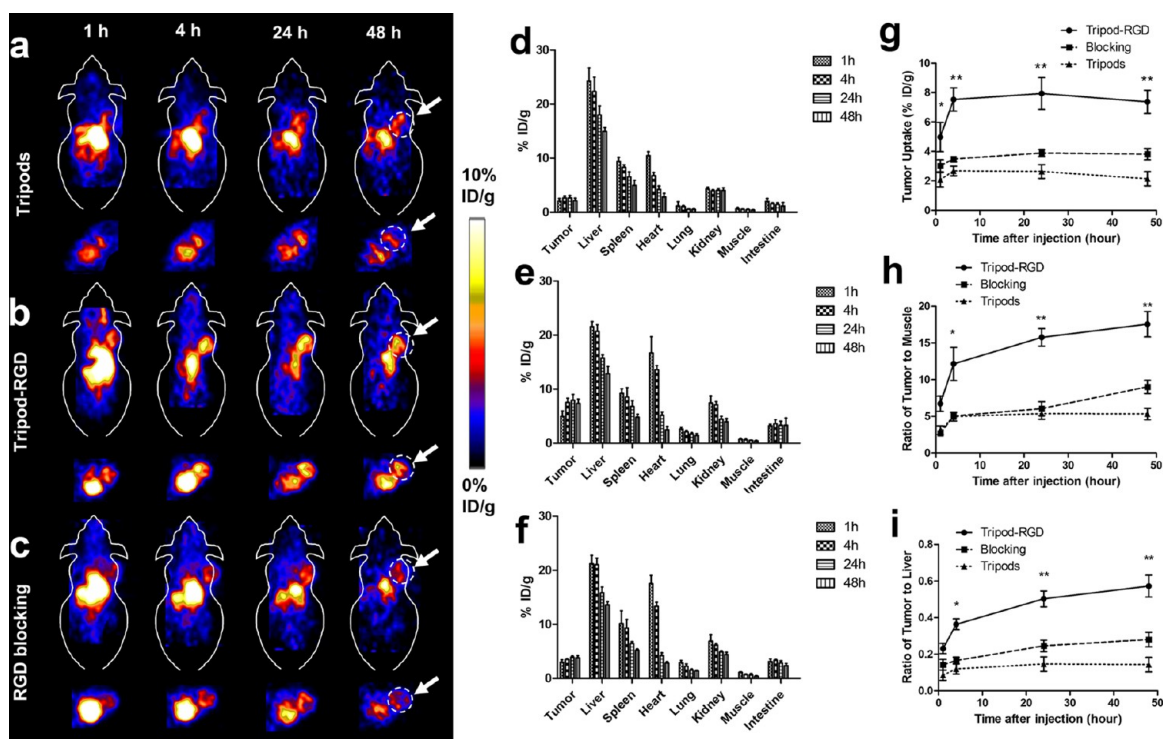 a
1 h 4 h 24 h 48 h
Tripods
b
Tripod-RGD
c
RGD blocking
10%
ID/g
0%
ID/g
d
30
20
10
0
% ID/g
1h
4h
24h
48h
Tumor Liver Spleen Heart Lung Kidney Muscle Intestine
e
30
20
10
0
% ID/g
1h
4h
24h
48h
Tumor Liver Spleen Heart Lung Kidney Muscle Intestine
f
30
20
10
0
% ID/g
1h
4h
24h
48h
Tumor Liver Spleen Heart Lung Kidney Muscle Intestine
g
Tripod-RGD
Blocking
Tripods
Tumor Uptake (% ID/g)
10
8
6
4
2
0
* ** ** **
0 10 20 30 40 50
Time after injection (hour)
h
Tripod-RGD
Blocking
Tripods
Ratio of Tumor to Muscle
20
15
10
5
0
* ** **
0 10 20 30 40 50
Time after injection (hour)
i
Tripod-RGD
Blocking
Tripods
Ratio of Tumor to Liver
0.8
0.6
0.4
0.2
0.0
* ** **
0 10 20 30 40 50
Time after injection (hour)